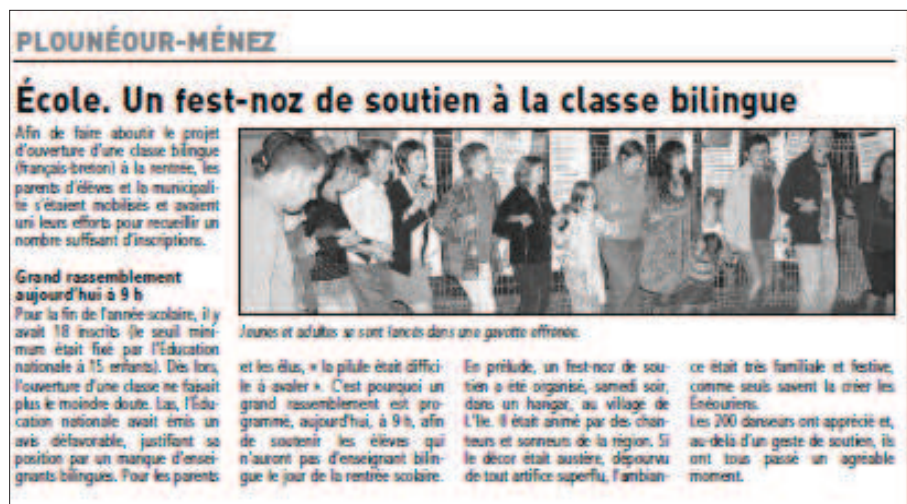 PLOUNÉOUR-MÉNEZ
École. Un fest-noz de soutien à la classe bilingue
Afin de faire aboutir le projet
d'ouverture d'une classe bilingue
(français-breton) à la rentrée, les
parents d'élèves et la municipali-
té s'étaient mobilisés et avaient
uni leurs efforts pour recueillir un
nombre suffisant d'inscriptions.
Grand rassemblement
aujourd'hui à 9 h
Pour la fin de l'année scolaire, il y
avait 18 inscrits (le seuil mini-
mum était fixé par l'Éducation
nationale à 15 enfants). Dès lors,
l'ouverture d'une classe ne faisait
plus le moindre doute. Las, l'Édu-
cation nationale avait émis un
avis défavorable, justifiant sa
position par un manque d'ensei-
gnants bilingues. Pour les parents
Jeunes et adultes se sont lancés dans une gavotte effrénée.
et les élus, « la pilule était diffici-
le à avaler ». C'est pourquoi un
grand rassemblement est pro-
grammé, aujourd'hui, à 9 h, afin
de soutenir les élèves qui
n'auront pas d'enseignant bilin-
gue le jour de la rentrée scolaire.
En prélude, un fest-noz de sou-
tien a été organisé, samedi soir,
dans un hangar, au village de
L'Ile. Il était animé par des chan-
teurs et sonneurs de la région. Si
le décor était austère, dépourvu
de tout artifice superflu, l'ambian-
ce était très familiale et festive,
comme seuls savent la créer les
Énéouriens.
Les 200 danseurs ont apprécié et,
au-delà d'un geste de soutien, ils
ont tous passé un agréable
moment.